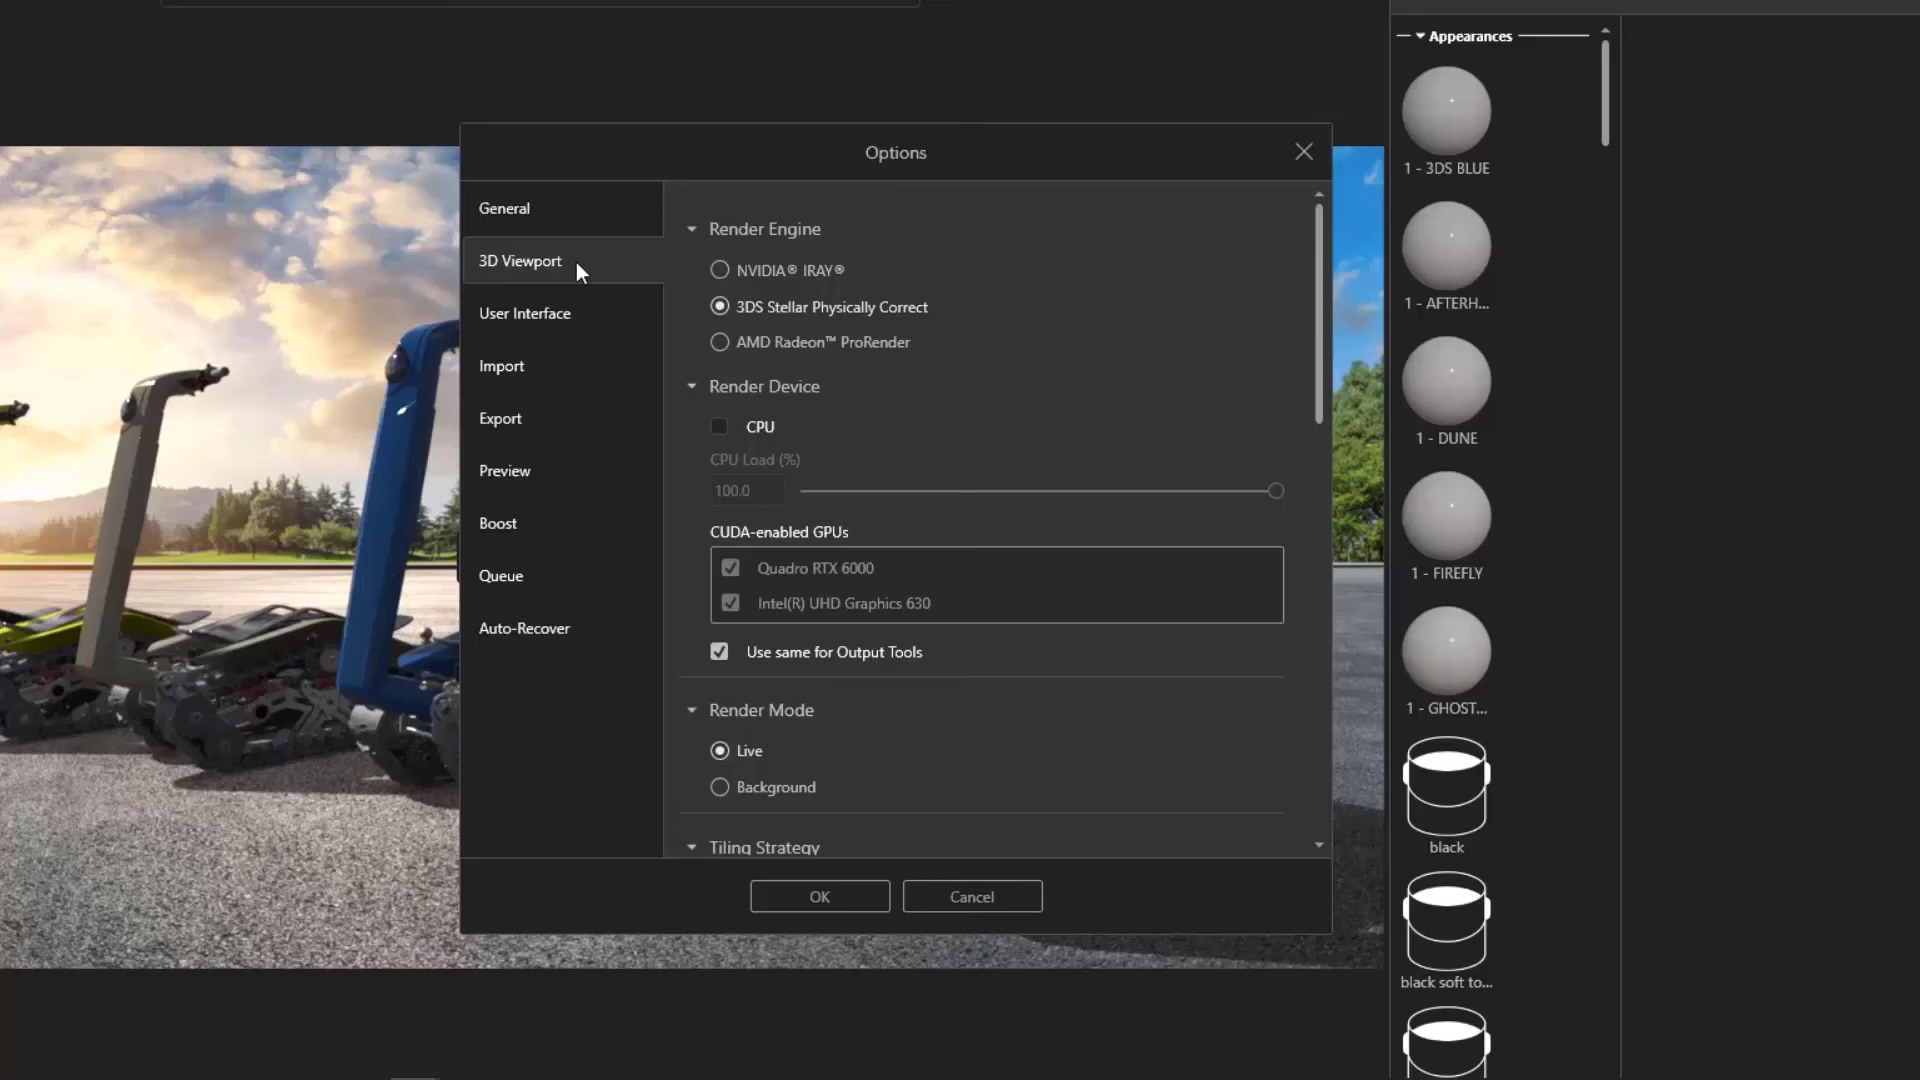 Appearances
1 - 3DS BLUE
1 - AFTERH...
1 - DUNE
1 - FIREFLY
1 - GHOST...
black
black soft to...
Options
General
3D Viewport
User Interface
Import
Export
Preview
Boost
Queue
Auto-Recover
Render Engine
NVIDIA® IRAY®
3DS Stellar Physically Correct
AMD Radeon™ ProRender
Render Device
CPU
CPU Load (%)
100.0
CUDA-enabled GPUs
Quadro RTX 6000
Intel(R) UHD Graphics 630
Use same for Output Tools
Render Mode
Live
Background
Tiling Strategy
OK
Cancel